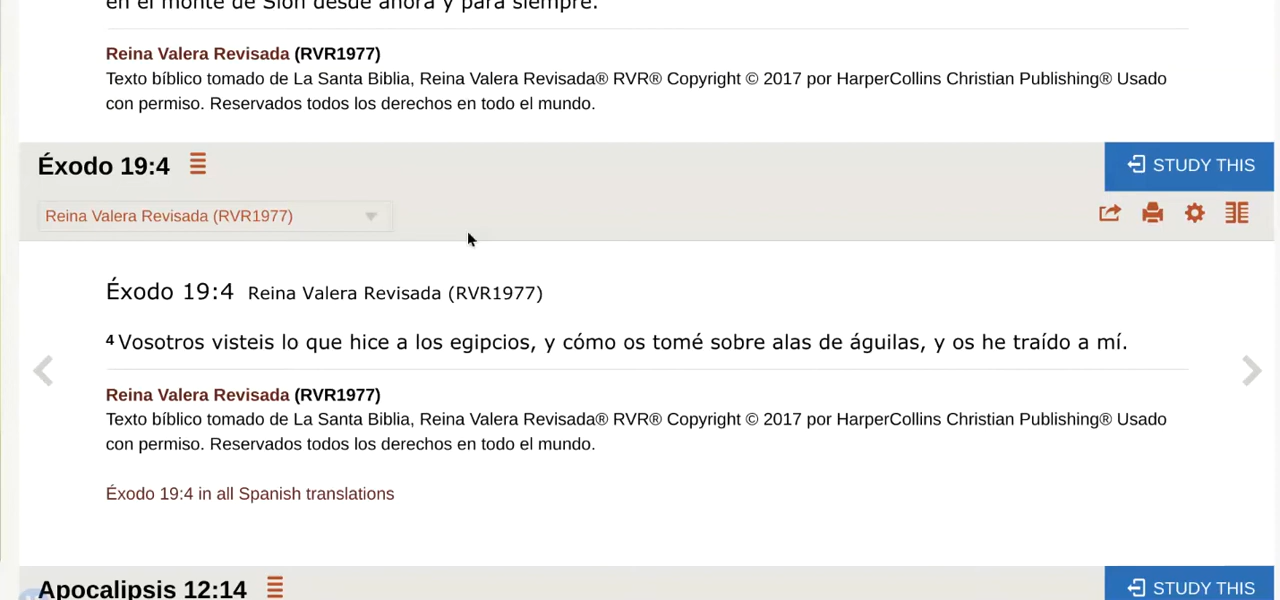 en el monte de Sion desde ahora y para siempre.
Reina Valera Revisada (RVR1977)
Texto bíblico tomado de La Santa Biblia, Reina Valera Revisada® RVR® Copyright © 2017 por HarperCollins Christian Publishing® Usado
con permiso. Reservados todos los derechos en todo el mundo.
Éxodo 19:4
STUDY THIS
Reina Valera Revisada (RVR1977)
Éxodo 19:4 Reina Valera Revisada (RVR1977)
4 Vosotros visteis lo que hice a los egipcios, y cómo os tomé sobre alas de águilas, y os he traído a mí.
Reina Valera Revisada (RVR1977)
Texto bíblico tomado de La Santa Biblia, Reina Valera Revisada® RVR® Copyright © 2017 por HarperCollins Christian Publishing® Usado
con permiso. Reservados todos los derechos en todo el mundo.
Éxodo 19:4 in all Spanish translations
Apocalipsis 12:14
STUDY THIS